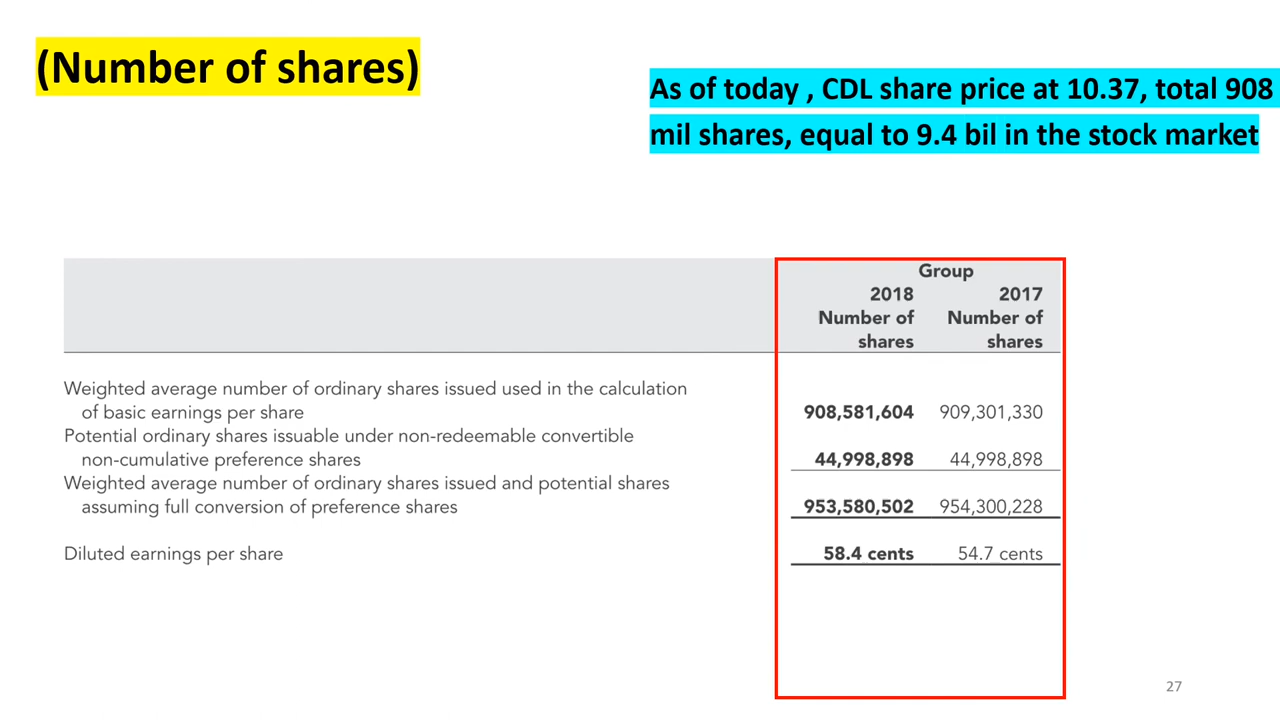 (Number of shares)
As of today , CDL share price at 10.37, total 908
mil shares, equal to 9.4 bil in the stock market
Group
2018 2017
Number of Number of
shares shares
Weighted average number of ordinary shares issued used in the calculation
of basic earnings per share 908,581,604 909,301,330
Potential ordinary shares issuable under non-redeemable convertible
non-cumulative preference shares 44,998,898 44,998,898
Weighted average number of ordinary shares issued and potential shares
assuming full conversion of preference shares 953,580,502 954,300,228
Diluted earnings per share 58.4 cents 54.7 cents
27